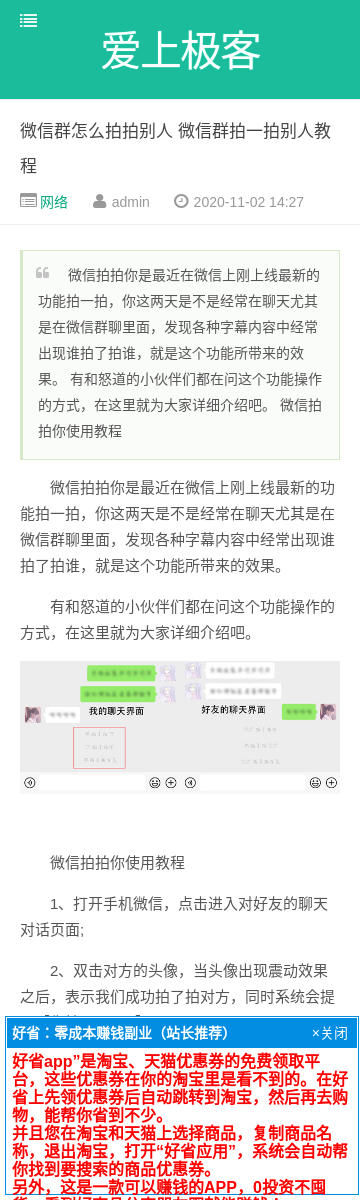 爱上极客
微信群怎么拍拍别人 微信群拍一拍别人教
程
网络 admin 2020-11-02 14:27
微信拍拍你是最近在微信上刚上线最新的
功能拍一拍，你这两天是不是经常在聊天尤其
是在微信群聊里面，发现各种字幕内容中经常
出现谁拍了拍谁，就是这个功能所带来的效
果。 有和怒道的小伙伴们都在问这个功能操作
的方式，在这里就为大家详细介绍吧。 微信拍
拍你使用教程
微信拍拍你是最近在微信上刚上线最新的功
能拍一拍，你这两天是不是经常在聊天尤其是在
微信群聊里面，发现各种字幕内容中经常出现谁
拍了拍谁，就是这个功能所带来的效果。
有和怒道的小伙伴们都在问这个功能操作的
方式，在这里就为大家详细介绍吧。
我的聊天界面 好友的聊天界面
微信拍拍你使用教程
1、打开手机微信，点击进入对好友的聊天
对话页面;
2、双击对方的头像，当头像出现震动效果
之后，表示我们成功拍了拍对方，同时系统会提
好省：零成本赚钱副业（站长推荐） ×关闭
好省app”是淘宝、天猫优惠券的免费领取平
台，这些优惠券在你的淘宝里是看不到的。在好
省上先领优惠券后自动跳转到淘宝，然后再去购
物，能帮你省到不少。
并且您在淘宝和天猫上选择商品，复制商品名
称，退出淘宝，打开“好省应用”，系统会自动帮
你找到要搜索的商品优惠券。
另外，这是一款可以赚钱的APP，0投资不囤